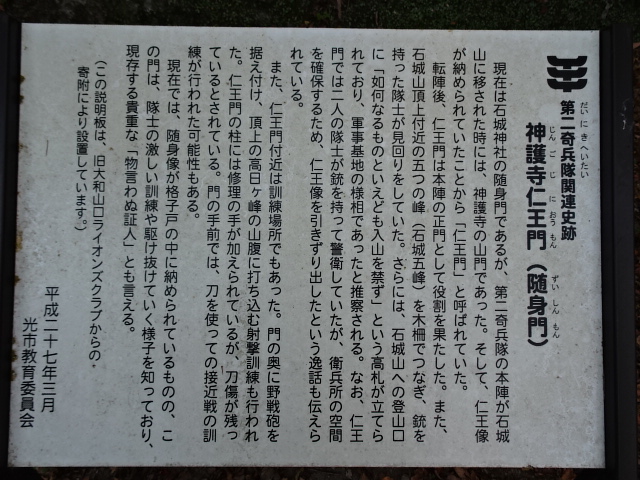 第二奇兵隊関連史跡
だいにきへいたい
神護寺仁王門（随身門）
じんごじにおうもん ずいしんもん
現在は石城神社の随身門であるが、第二奇兵隊の本陣が石城
山に移された時には、神護寺の山門であった。そして、仁王像
が納められていたことから「仁王門」と呼ばれていた。
転陣後、仁王門は本陣の正門として役割を果たした。また、
石城山頂上付近の五つの峰（石城五峰）を木柵でつなぎ、銃を
持った隊士が見回りをしていた。さらには、石城山への登山口
に「如何なるものといえども入山を禁ず」という高札が立てら
れており、軍事基地の様相であったと推察される。なお、仁王
門では二人の隊士が銃を持って警衛していたが、衛兵所の空間
を確保するため、仁王像を引きずり出したという逸話も伝えら
れている。
また、仁王門付近は訓練場所でもあった。門の奥に野戦砲を
据え付け、頂上の高日ヶ峰の山腹に打ち込む射撃訓練も行われ
た。仁王門の柱には修理の手が加えられているが、刀傷が残っ
ているとされている。門の手前では、刀を使っての接近戦の訓
練が行われた可能性もある。
現在では、随身像が格子戸の中に納められているものの、こ
の門は、隊士の激しい訓練や駆け抜けていく様子を知っており、
現存する貴重な「物言わぬ証人」とも言える。
（この説明板は、旧大和山口ライオンズクラブからの
寄附により設置しています。）
平成二十七年三月
光市教育委員会